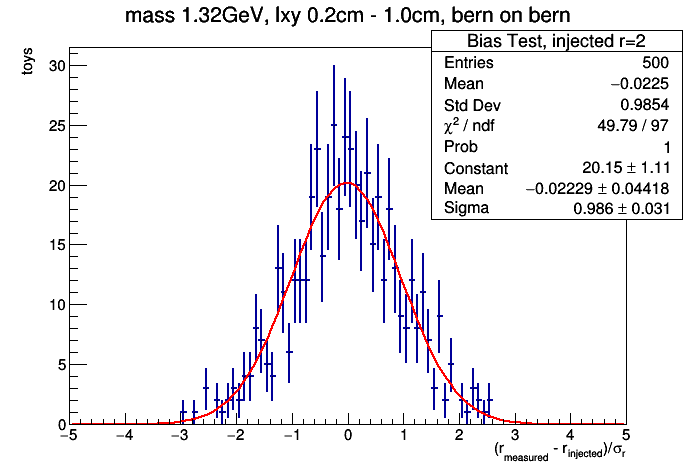 mass 1.32GeV, lxy 0.2cm - 1.0cm, bern on bern
toys
Bias Test, injected r=2
Entries 500
Mean −0.0225
Std Dev 0.9854
χ² / ndf 49.79 / 97
Prob 1
Constant 20.15 ± 1.11
Mean −0.02229 ± 0.04418
Sigma 0.986 ± 0.031
30
25
20
15
10
5
0
−5 −4 −3 −2 −1 0 1 2 3 4 5
(r_measured - r_injected)/σ_r